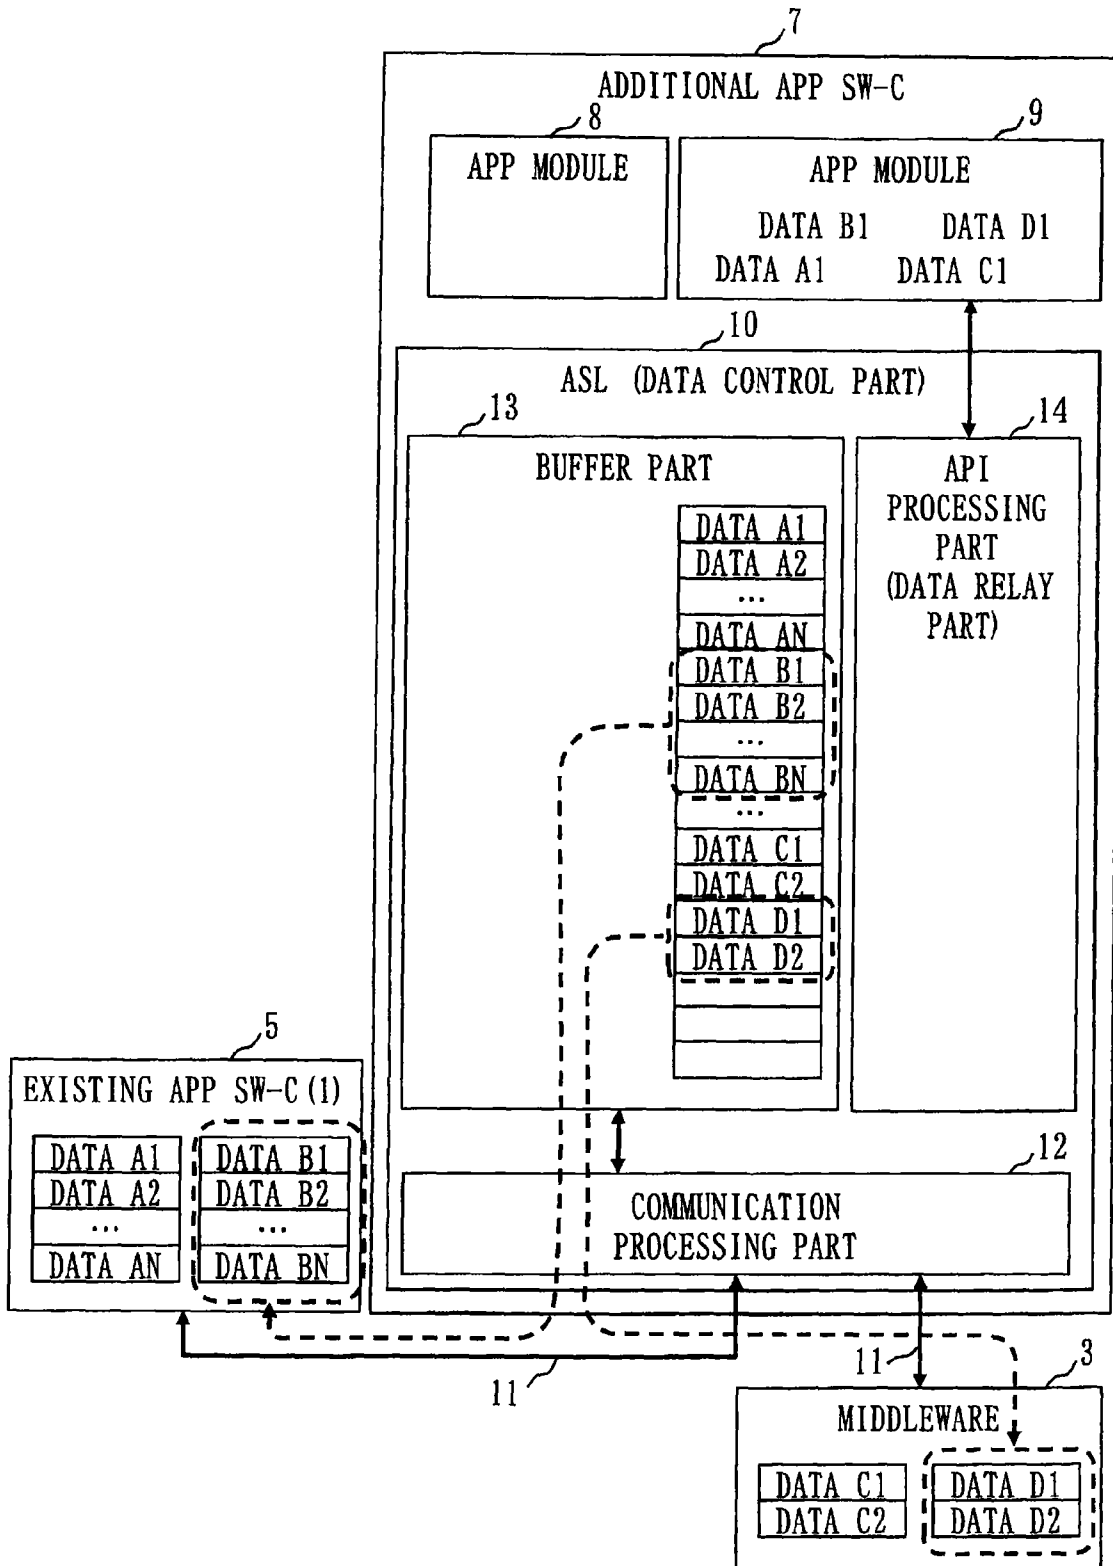 7
ADDITIONAL APP SW-C
8
9
APP MODULE
APP MODULE
DATA B1 DATA D1
DATA A1 DATA C1
10
ASL (DATA CONTROL PART)
13
14
BUFFER PART
API
PROCESSING
PART
(DATA RELAY
PART)
DATA A1
DATA A2
...
DATA AN
DATA B1
DATA B2
...
DATA BN
...
DATA C1
DATA C2
DATA D1
DATA D2
5
EXISTING APP SW-C(1)
DATA A1
DATA A2
...
DATA AN
DATA B1
DATA B2
...
DATA BN
12
COMMUNICATION
PROCESSING PART
11
11
3
MIDDLEWARE
DATA C1
DATA C2
DATA D1
DATA D2